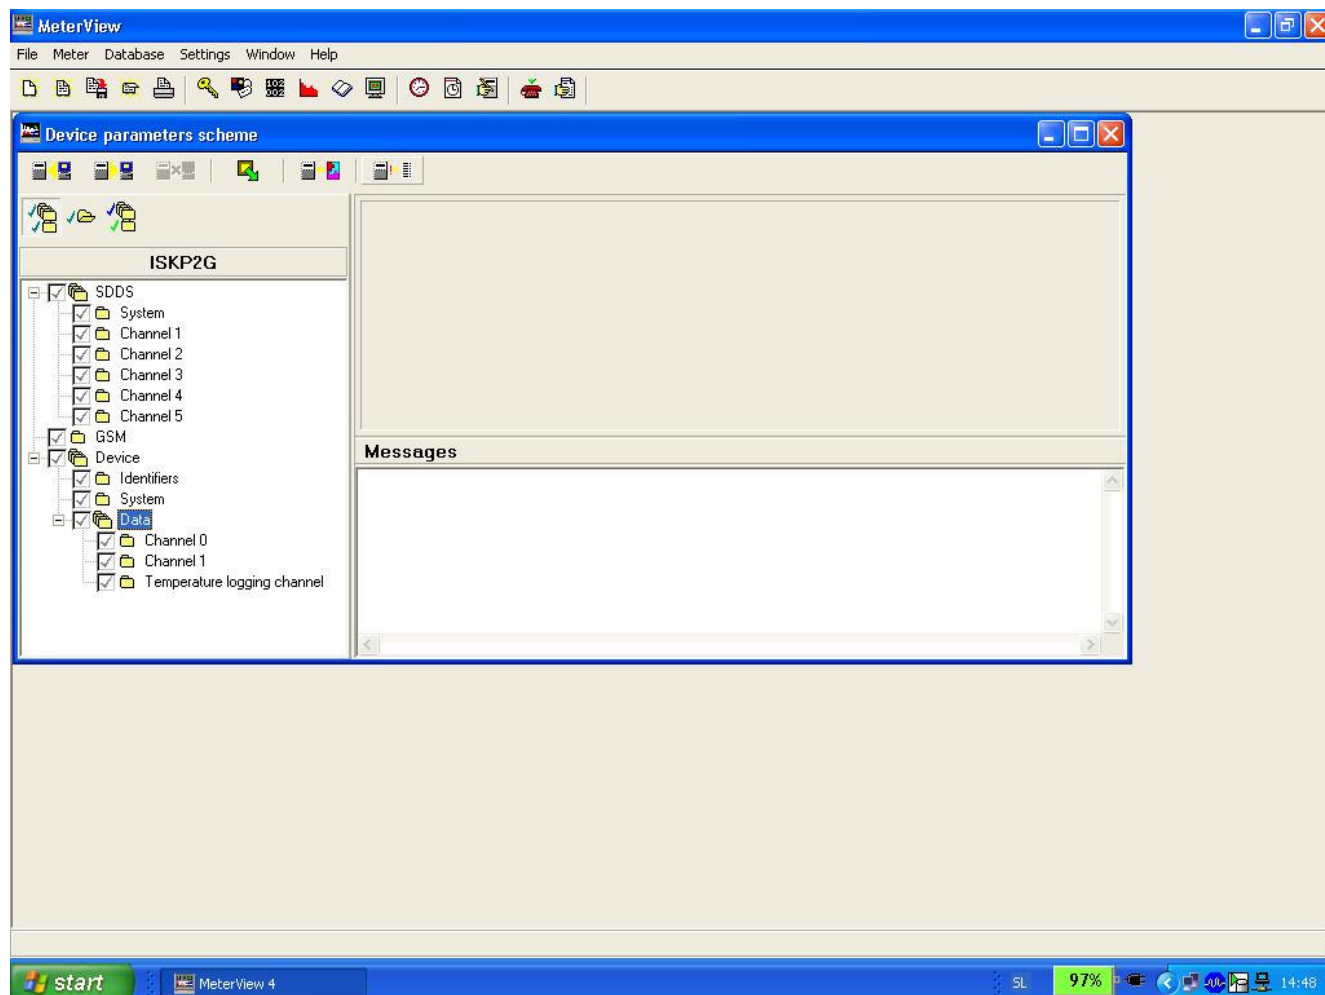 MeterView
File Meter Database Settings Window Help
Device parameters scheme
ISKP2G
SDDS
System
Channel 1
Channel 2
Channel 3
Channel 4
Channel 5
GSM
Device
Identifiers
System
Data
Channel 0
Channel 1
Temperature logging channel
Messages
start MeterView 4 SL 97% 14:48